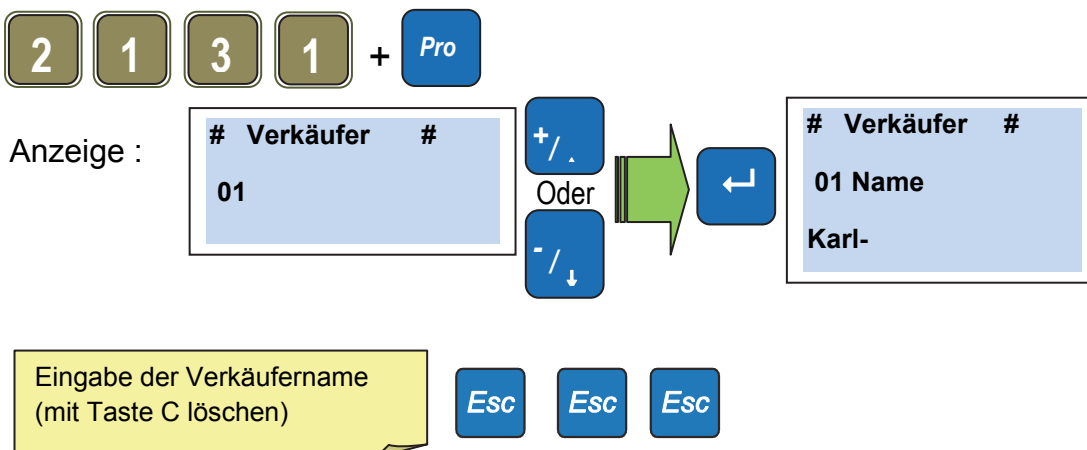 2 1 3 1 + Pro
Anzeige :
# Verkäufer #
01
+/.
Oder
-/↓
↵
# Verkäufer #
01 Name
Karl-
Eingabe der Verkäufername
(mit Taste C löschen)
Esc Esc Esc